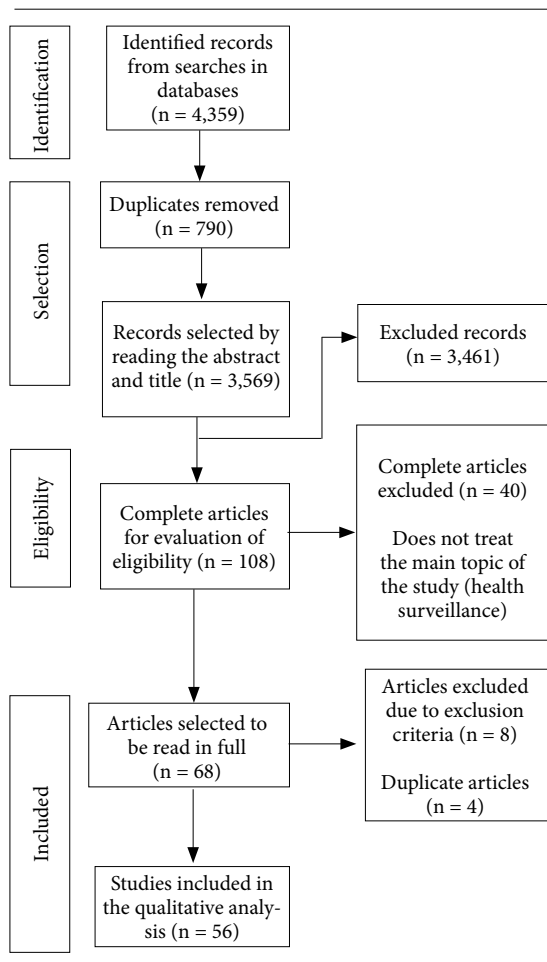 Identification
Identified records
from searches in
databases
(n = 4,359)
Selection
Duplicates removed
(n = 790)
Records selected by
reading the abstract
and title (n = 3,569)
Excluded records
(n = 3,461)
Eligibility
Complete articles
for evaluation of
eligibility (n = 108)
Complete articles
excluded (n = 40)
Does not treat
the main topic of
the study (health
surveillance)
Included
Articles selected to
be read in full
(n = 68)
Articles excluded
due to exclusion
criteria (n = 8)
Duplicate articles
(n = 4)
Studies included in
the qualitative analy-
sis (n = 56)